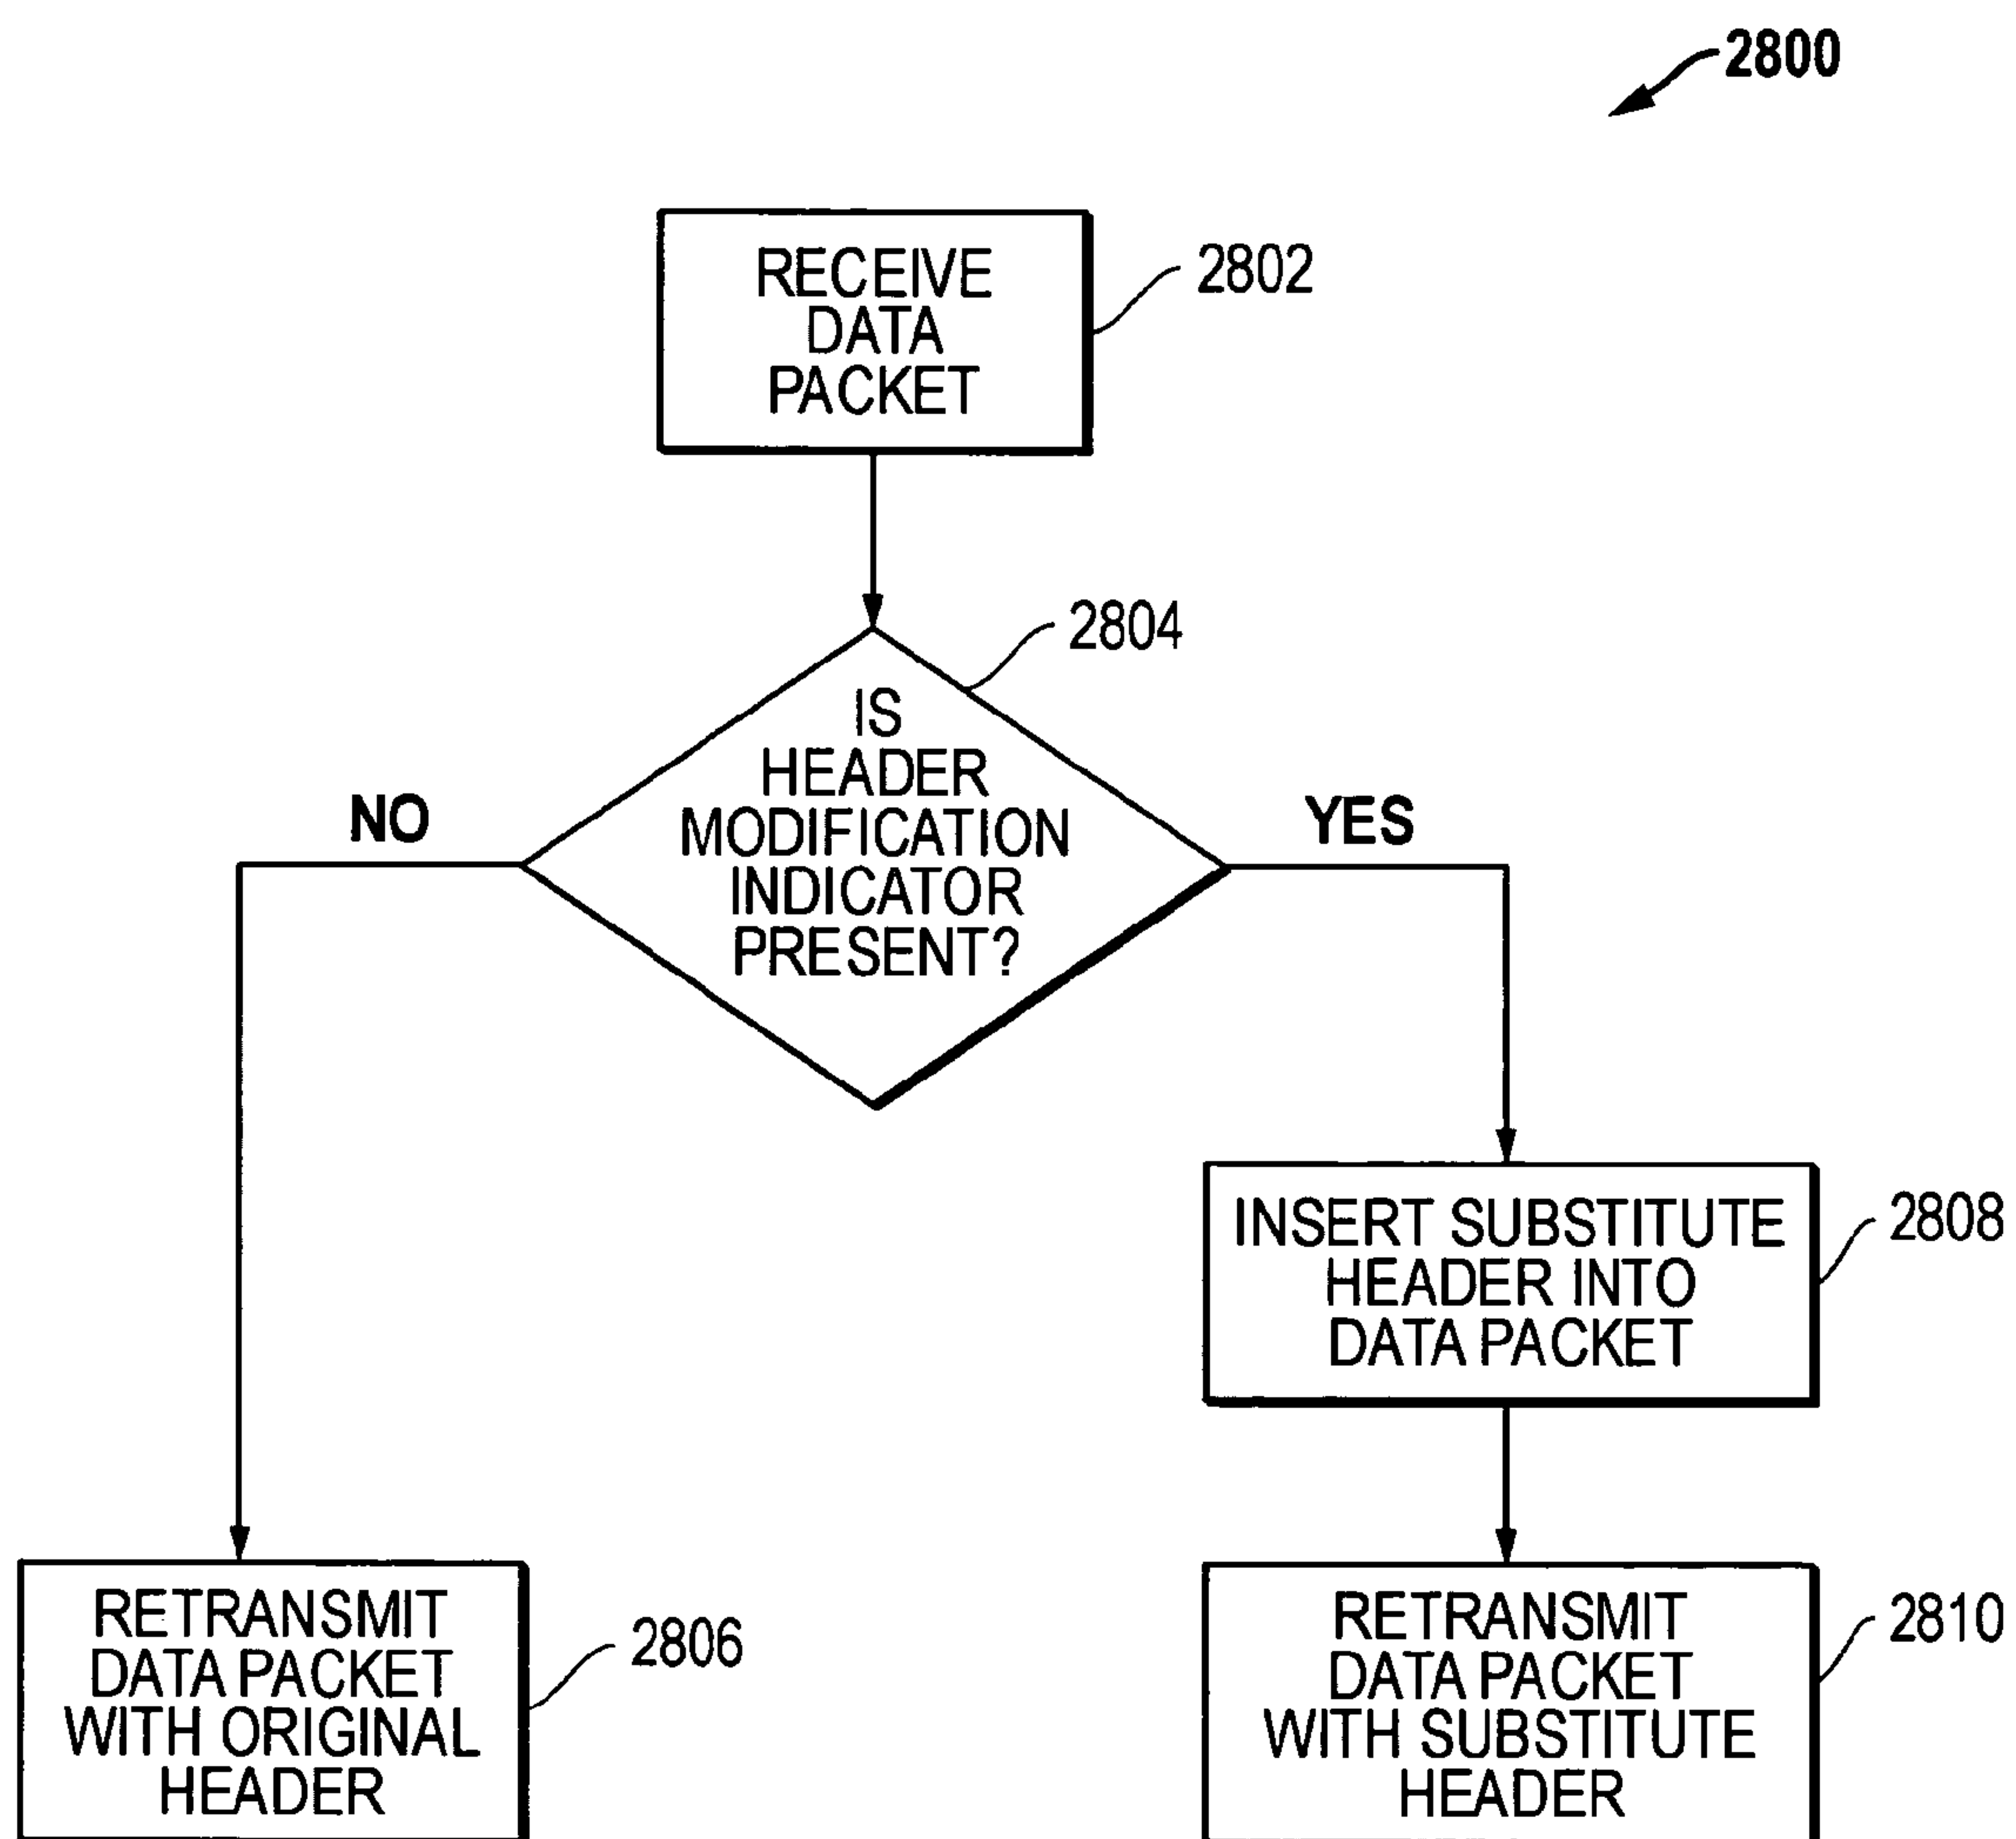 2800
RECEIVE
DATA
PACKET
2802
2804
IS
HEADER
MODIFICATION
INDICATOR
PRESENT?
NO
YES
INSERT SUBSTITUTE
HEADER INTO
DATA PACKET
2808
RETRANSMIT
DATA PACKET
WITH ORIGINAL
HEADER
2806
RETRANSMIT
DATA PACKET
WITH SUBSTITUTE
HEADER
2810